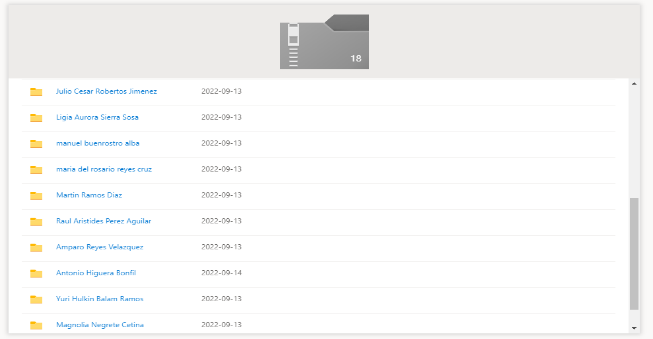 18
Julio Cesar Robertos Jimenez 2022-09-13
Ligia Aurora Sierra Sosa 2022-09-13
manuel buenrostro alba 2022-09-13
maria del rosario reyes cruz 2022-09-13
Martin Ramos Diaz 2022-09-13
Raul Aristides Perez Aguilar 2022-09-13
Amparo Reyes Velazquez 2022-09-13
Antonio Higuera Bonfil 2022-09-14
Yuri Hulkin Balam Ramos 2022-09-13
Magnolia Negrete Cetina 2022-09-13